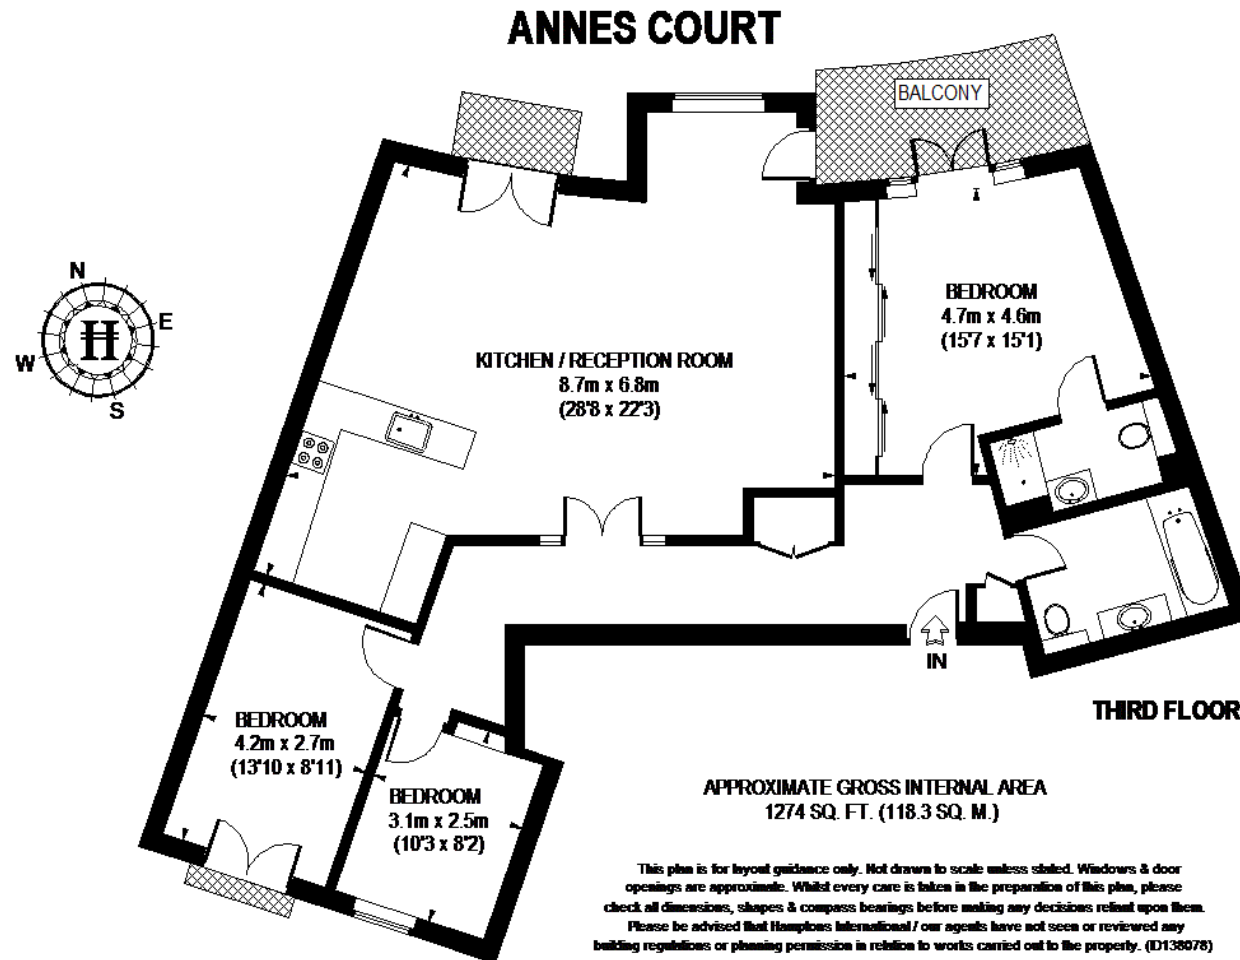 ANNES COURT
BALCONY
N
E
H
W
S
BEDROOM
4.7m x 4.6m
(15'7 x 15'1)
KITCHEN / RECEPTION ROOM
8.7m x 6.8m
(28'8 x 22'3)
IN
BEDROOM
4.2m x 2.7m
(13'10 x 8'11)
THIRD FLOOR
BEDROOM
3.1m x 2.5m
(10'3 x 8'2)
APPROXIMATE GROSS INTERNAL AREA
1274 SQ. FT. (118.3 SQ. M.)
This plan is for layout guidance only. Not drawn to scale unless stated. Windows & door
openings are approximate. Whilst every care is taken in the preparation of this plan, please
check all dimensions, shapes & compass bearings before making any decisions reliant upon them.
Please be advised that Hamptons International / our agents have not seen or reviewed any
building regulations or planning permission in relation to works carried out to the property. (ID138078)